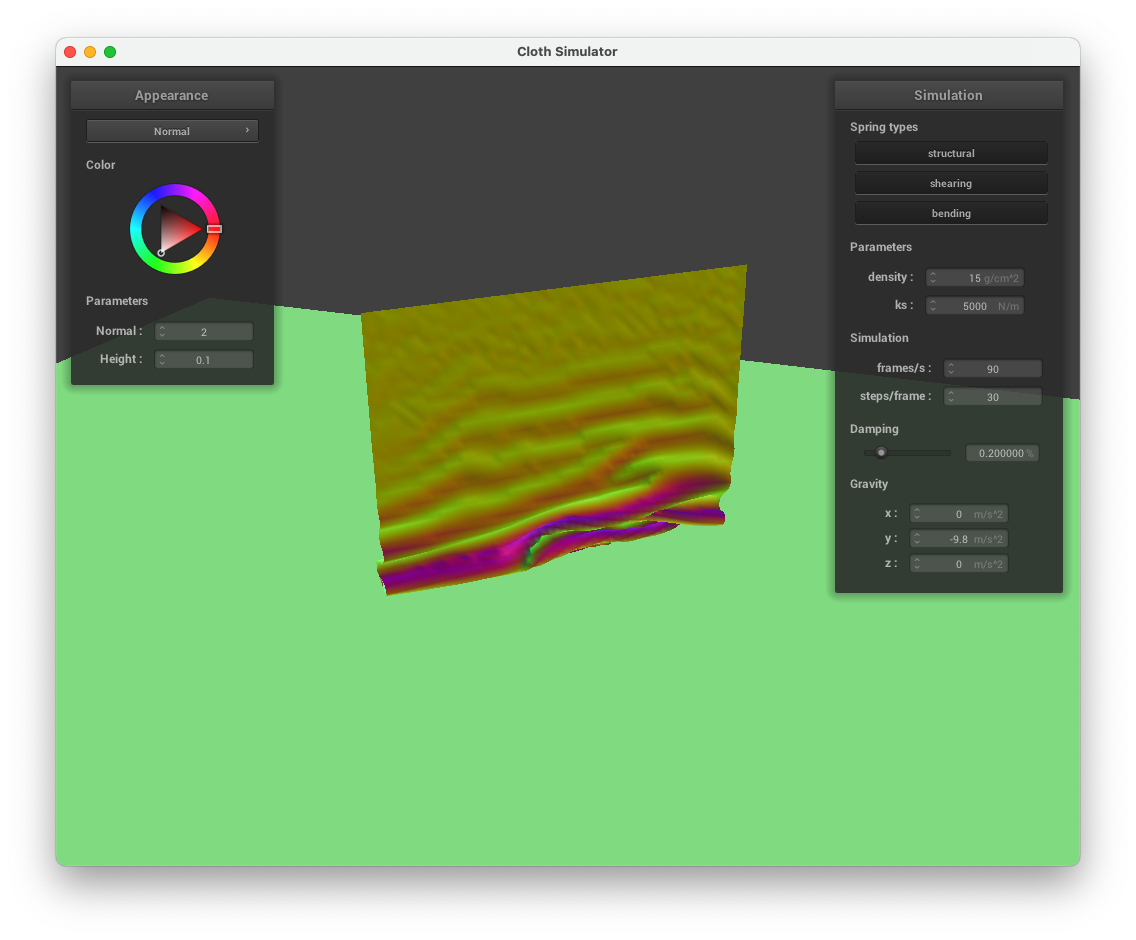 Cloth Simulator
Appearance
Normal ›
Color
Parameters
Normal : 2
Height : 0.1
Simulation
Spring types
structural
shearing
bending
Parameters
density : 15 g/cm^2
ks : 5000 N/m
Simulation
frames/s : 90
steps/frame : 30
Damping
0.200000 %
Gravity
x : 0 m/s^2
y : -9.8 m/s^2
z : 0 m/s^2